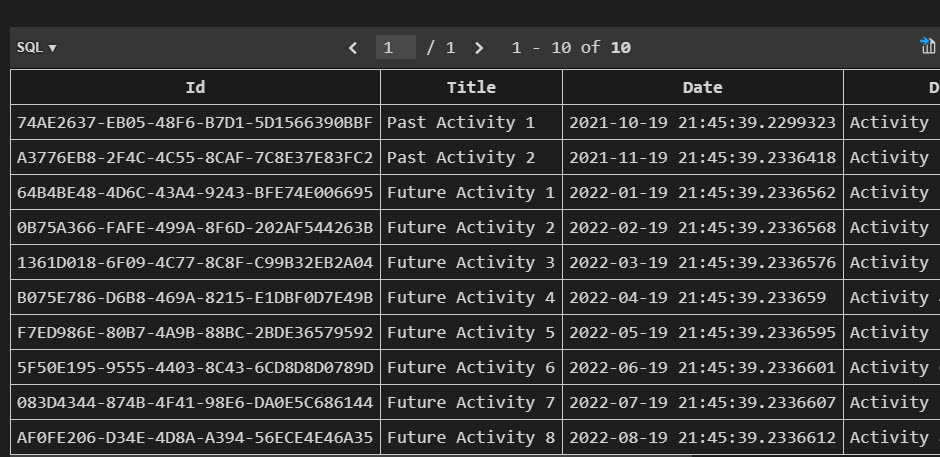 SQL ▼ 1 / 1 1 - 10 of 10
Id Title Date
74AE2637-EB05-48F6-B7D1-5D1566390BBF Past Activity 1 2021-10-19 21:45:39.2299323 Activity
A3776EB8-2F4C-4C55-8CAF-7C8E37E83FC2 Past Activity 2 2021-11-19 21:45:39.2336418 Activity
64B4BE48-4D6C-43A4-9243-BFE74E006695 Future Activity 1 2022-01-19 21:45:39.2336562 Activity
0B75A366-FAFE-499A-8F6D-202AF544263B Future Activity 2 2022-02-19 21:45:39.2336568 Activity
1361D018-6F09-4C77-8C8F-C99B32EB2A04 Future Activity 3 2022-03-19 21:45:39.2336576 Activity
B075E786-D6B8-469A-8215-E1DBF0D7E49B Future Activity 4 2022-04-19 21:45:39.233659 Activity
F7ED986E-80B7-4A9B-88BC-2BDE36579592 Future Activity 5 2022-05-19 21:45:39.2336595 Activity
5F50E195-9555-4403-8C43-6CD8D8D0789D Future Activity 6 2022-06-19 21:45:39.2336601 Activity
083D4344-874B-4F41-98E6-DA0E5C686144 Future Activity 7 2022-07-19 21:45:39.2336607 Activity
AF0FE206-D34E-4D8A-A394-56ECE4E46A35 Future Activity 8 2022-08-19 21:45:39.2336612 Activity